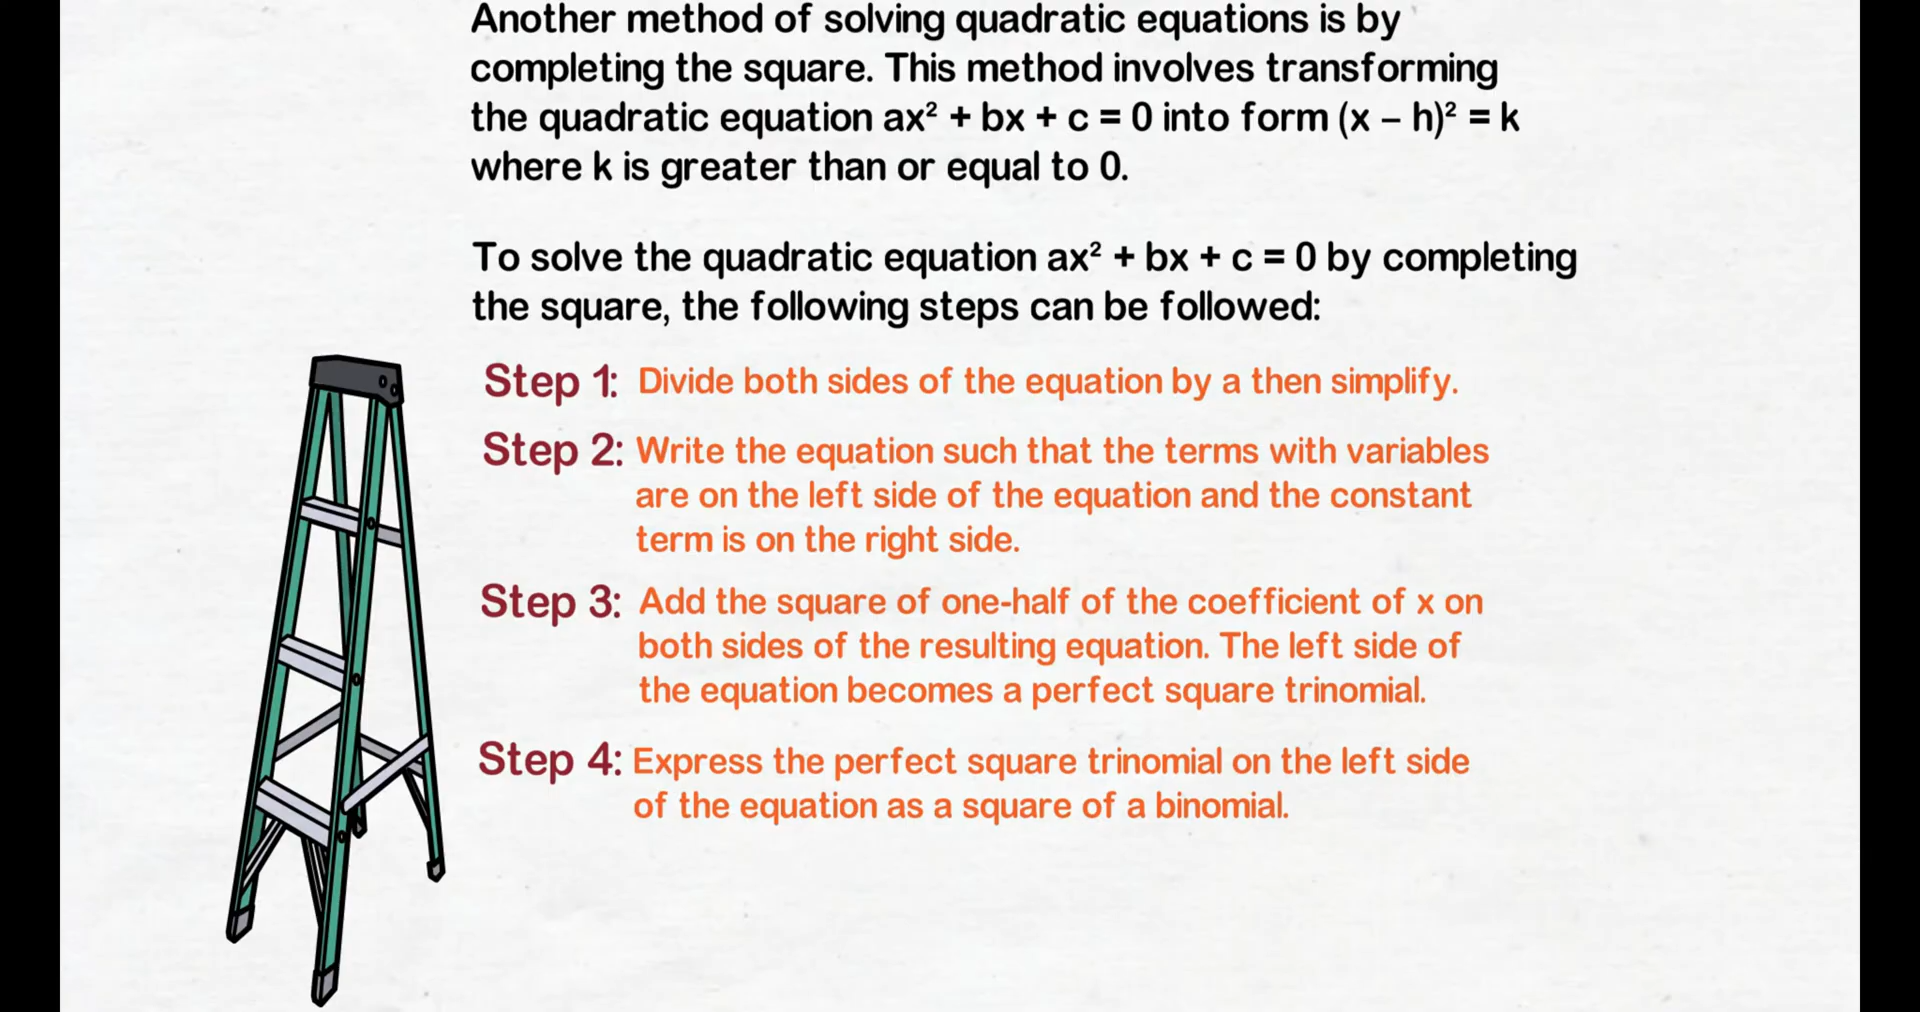 Another method of solving quadratic equations is by
completing the square. This method involves transforming
the quadratic equation ax² + bx + c = 0 into form (x – h)² = k
where k is greater than or equal to 0.
To solve the quadratic equation ax² + bx + c = 0 by completing
the square, the following steps can be followed:
Step 1: Divide both sides of the equation by a then simplify.
Step 2: Write the equation such that the terms with variables
are on the left side of the equation and the constant
term is on the right side.
Step 3: Add the square of one-half of the coefficient of x on
both sides of the resulting equation. The left side of
the equation becomes a perfect square trinomial.
Step 4: Express the perfect square trinomial on the left side
of the equation as a square of a binomial.